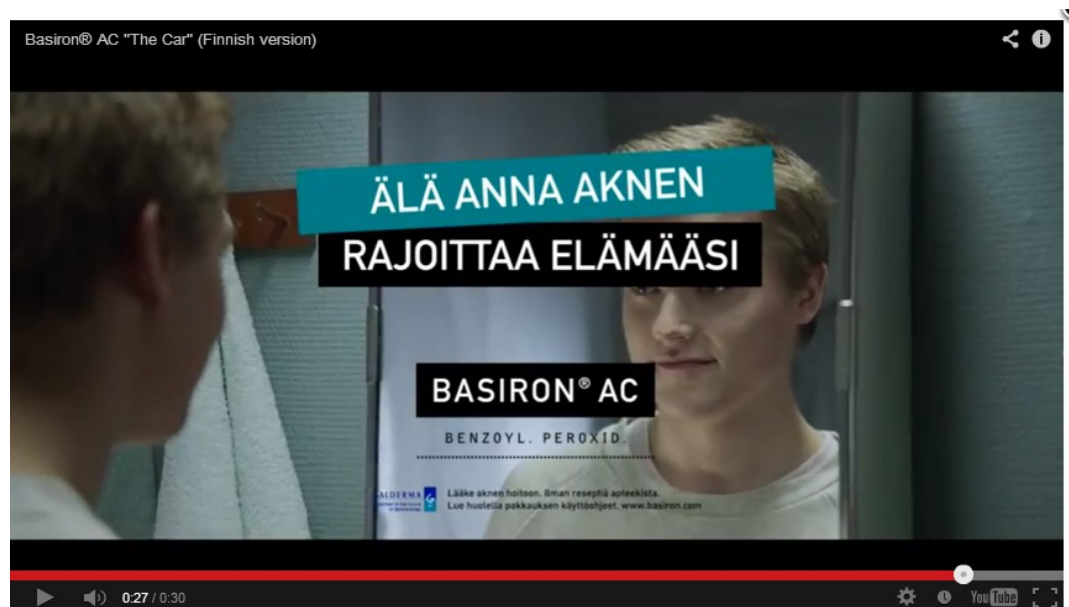 Basiron® AC "The Car" (Finnish version)
ÄLÄ ANNA AKNEN
RAJOITTAA ELÄMÄÄSI
BASIRON® AC
BENZOYL. PEROXID.
Lääke aknen hoitoon. Ilman reseptiä apteekista.
Lue huolella pakkauksen käyttöohjeet. www.basiron.com
0:27 / 0:30
YouTube